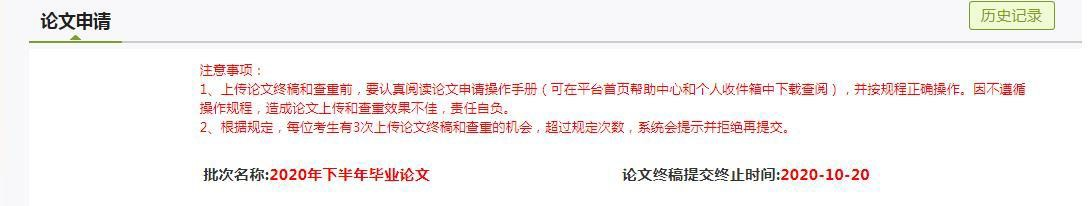 论文申请
历史记录
注意事项：
1、上传论文终稿和查重前，要认真阅读论文申请操作手册（可在平台首页帮助中心和个人收件箱中下载查阅），并按规程正确操作。因不遵循
操作规程，造成论文上传和查重效果不佳，责任自负。
2、根据规定，每位考生有3次上传论文终稿和查重的机会，超过规定次数，系统会提示并拒绝再提交。
批次名称:2020年下半年毕业论文 论文终稿提交终止时间:2020-10-20